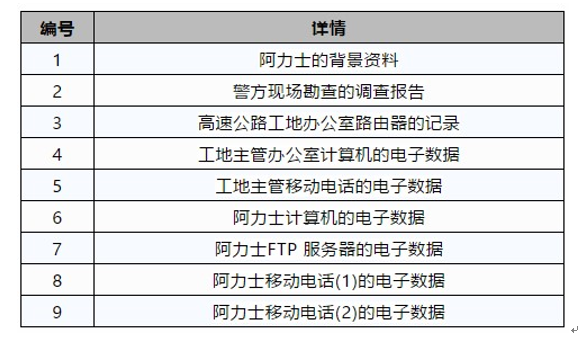 编号 详情
1 阿力士的背景资料
2 警方现场勘查的调查报告
3 高速公路工地办公室路由器的记录
4 工地主管办公室计算机的电子数据
5 工地主管移动电话的电子数据
6 阿力士计算机的电子数据
7 阿力士FTP 服务器的电子数据
8 阿力士移动电话(1)的电子数据
9 阿力士移动电话(2)的电子数据